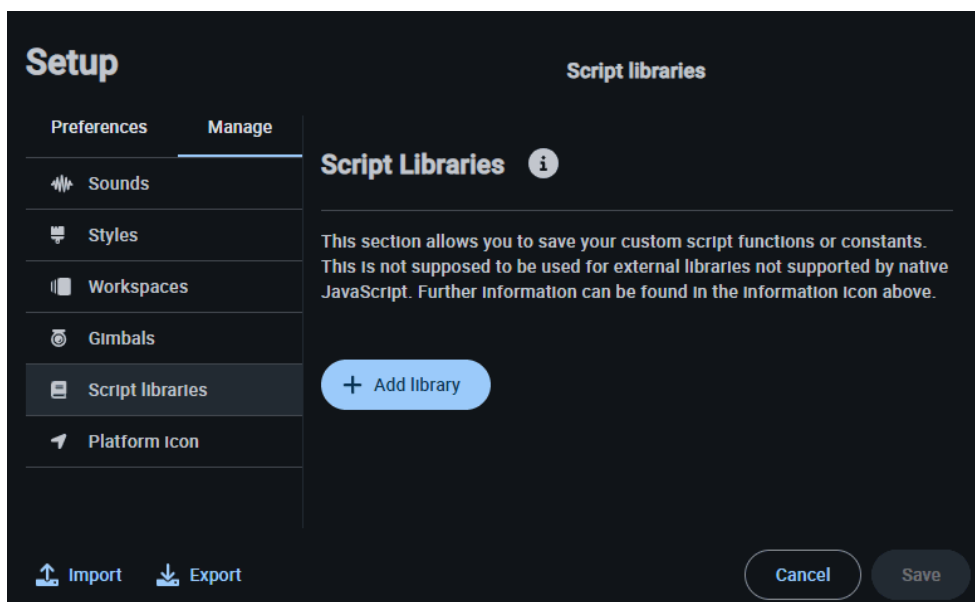 Setup
Script libraries
Preferences
Manage
Sounds
Styles
Workspaces
Gimbals
Script libraries
Platform icon
Script Libraries
This section allows you to save your custom script functions or constants.
This is not supposed to be used for external libraries not supported by native
JavaScript. Further information can be found in the information icon above.
+ Add library
Import
Export
Cancel
Save